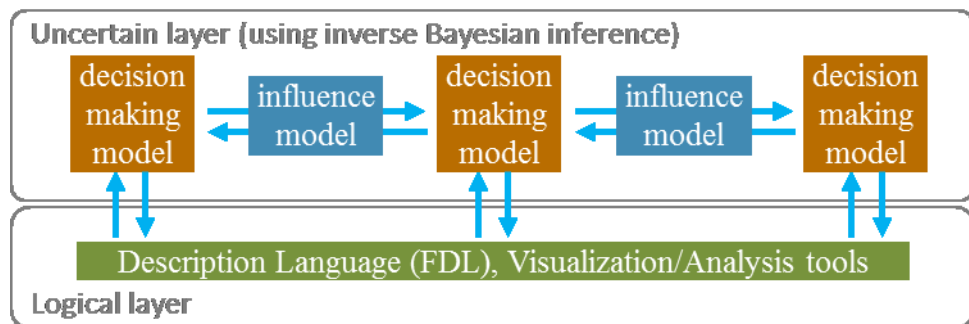 Uncertain layer (using inverse Bayesian inference)
decision
making
model
influence
model
decision
making
model
influence
model
decision
making
model
Description Language (FDL), Visualization/Analysis tools
Logical layer